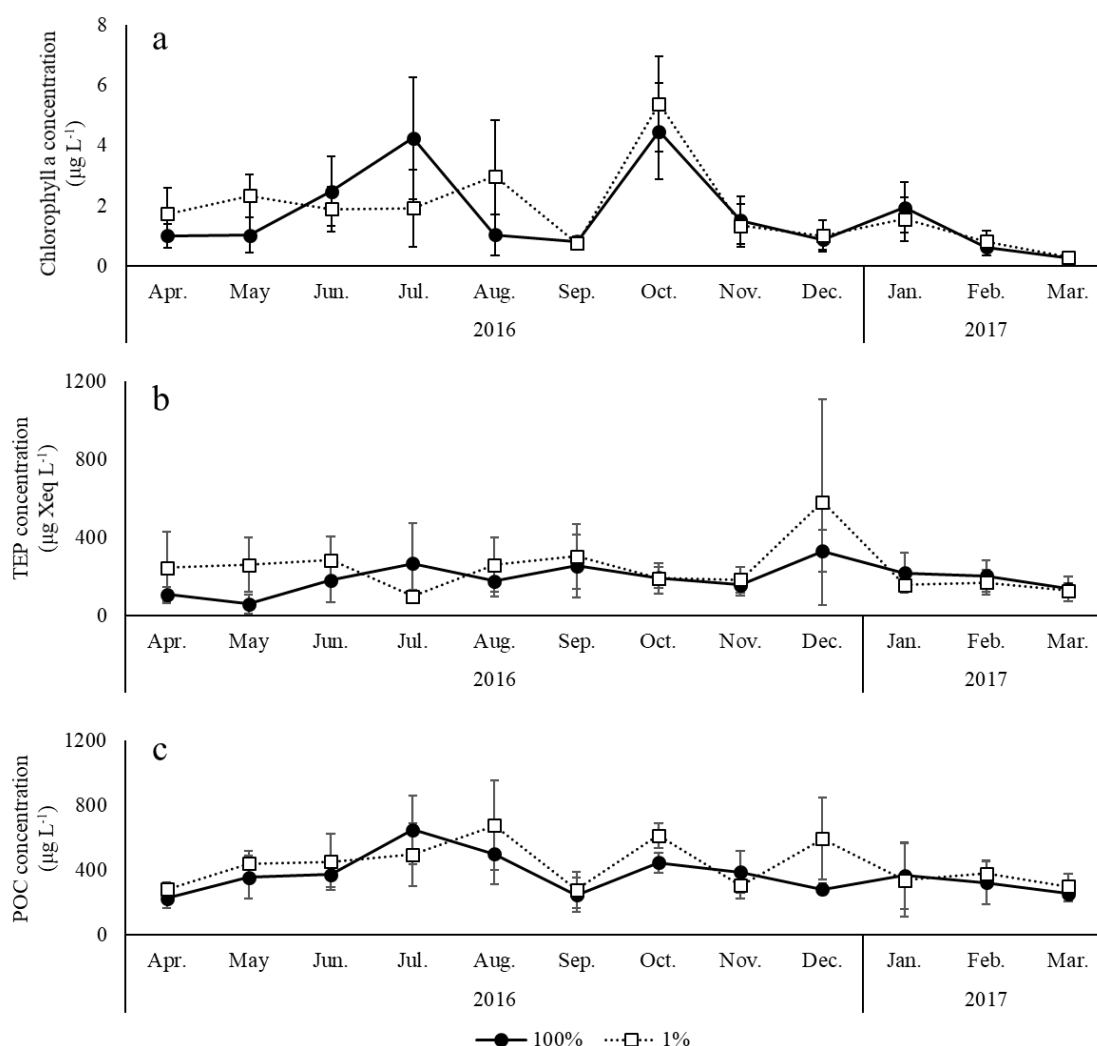 a
Chlorophyll a concentration
(µg L-1)
8
6
4
2
0
Apr. May Jun. Jul. Aug. Sep. Oct. Nov. Dec. Jan. Feb. Mar.
2016 2017
b
TEP concentration
(µg Xeq L-1)
1200
800
400
0
Apr. May Jun. Jul. Aug. Sep. Oct. Nov. Dec. Jan. Feb. Mar.
2016 2017
c
POC concentration
(µg L-1)
1200
800
400
0
Apr. May Jun. Jul. Aug. Sep. Oct. Nov. Dec. Jan. Feb. Mar.
2016 2017
100% 1%